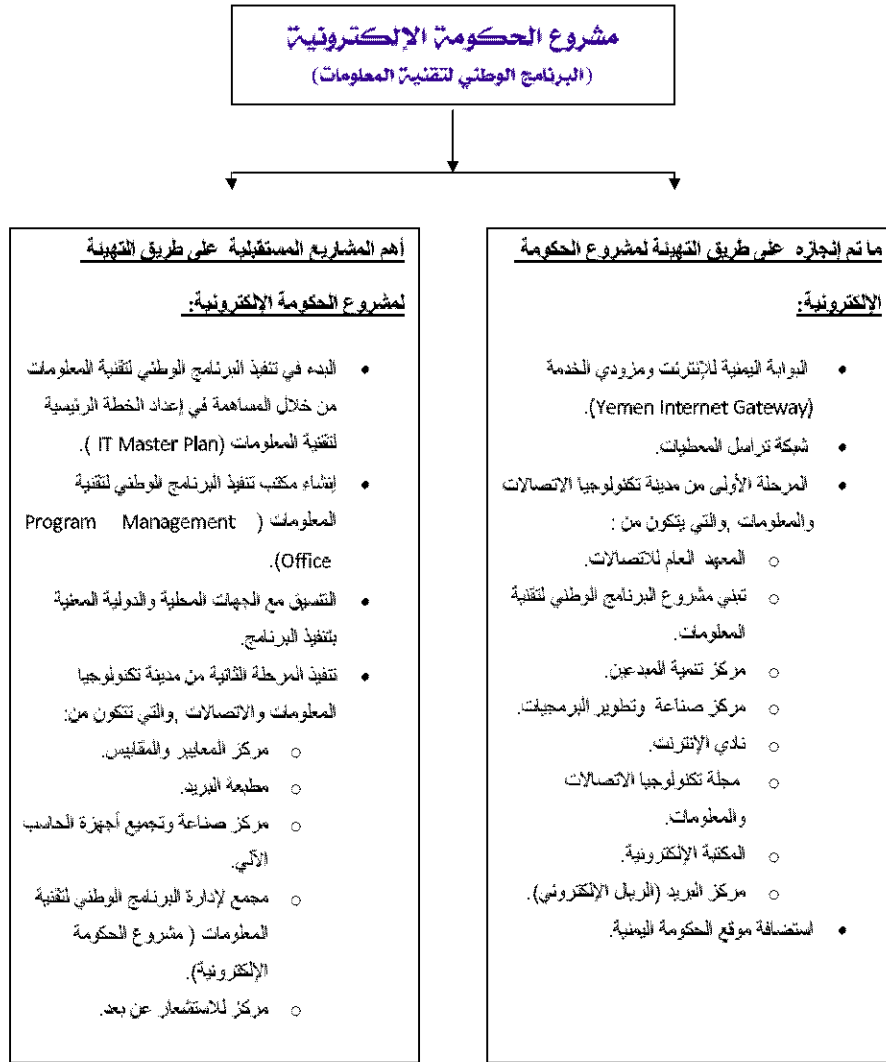 مشروع الحكومة الإلكترونية
(البرنامج الوطني لتقنية المعلومات)
ما تم إنجازه على طريق التهيئة لمشروع الحكومة
الإلكترونية:
• البوابة اليمنية للإنترنت ومزودي الخدمة
(Yemen Internet Gateway).
• شبكة تراسل المعطيات.
• المرحلة الأولى من مدينة تكنولوجيا الاتصالات
والمعلومات ,والتي يتكون من :
o المعهد العام للاتصالات.
o تبني مشروع البرنامج الوطني لتقنية
المعلومات.
o مركز تنمية المبدعين.
o مركز صناعة وتطوير البرمجيات.
o نادي الإنترنت.
o مجلة تكنولوجيا الاتصالات
والمعلومات.
o المكتبة الإلكترونية.
o مركز البريد (الريال الإلكتروني).
• استضافة موقع الحكومة اليمنية.
أهم المشاريع المستقبلية على طريق التهيئة
لمشروع الحكومة الإلكترونية:
• البدء في تنفيذ البرنامج الوطني لتقنية المعلومات
من خلال المساهمة في إعداد الخطة الرئيسية
لتقنية المعلومات (IT Master Plan ).
• إنشاء مكتب تنفيذ البرنامج الوطني لتقنية
المعلومات ( Program Management
Office).
• التنسيق مع الجهات المحلية والدولية المعنية
بتنفيذ البرنامج.
• تنفيذ المرحلة الثانية من مدينة تكنولوجيا
المعلومات والاتصالات ,والتي تتكون من:
o مركز المعايير والمقاييس.
o مطبعة البريد.
o مركز صناعة وتجميع أجهزة الحاسب
الآلي.
o مجمع لإدارة البرنامج الوطني لتقنية
المعلومات ( مشروع الحكومة
الإلكترونية).
o مركز للاستشعار عن بعد.